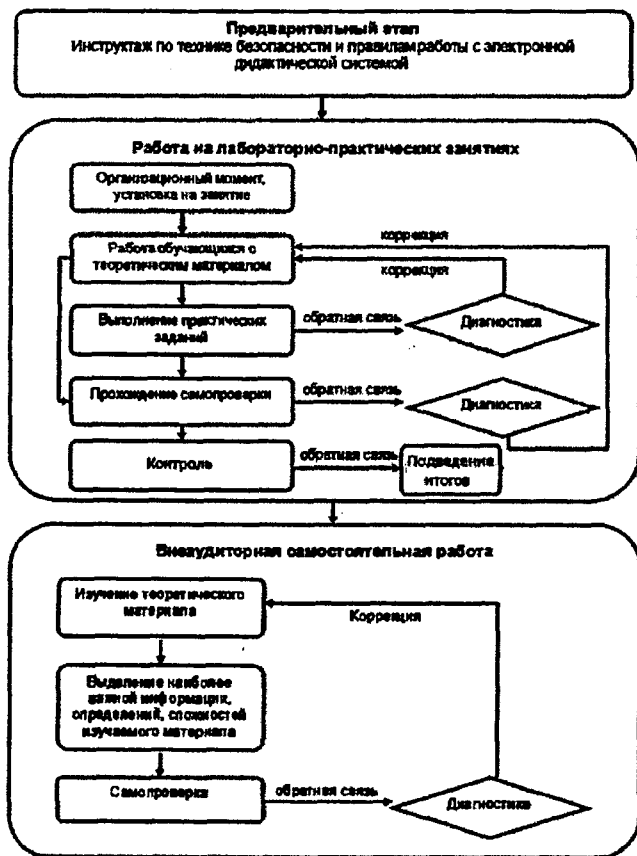 Предварительный этап
Инструктаж по технике безопасности и правилам работы с электронной
дидактической системой
Работа на лабораторно-практических занятиях
Организационный момент,
установка на занятие
коррекция
Работа обучающихся с
теоретическим материалом
коррекция
Выполнение практических
заданий
обратная связь
Диагностика
Прохождение самопроверки
обратная связь
Диагностика
Контроль
обратная связь
Подведение
итогов
Внеаудиторная самостоятельная работа
Изучение теоретического
материала
Коррекция
Выделение наиболее
важной информации,
определений, сложностей
изучаемого материала
Самопроверка
обратная связь
Диагностика